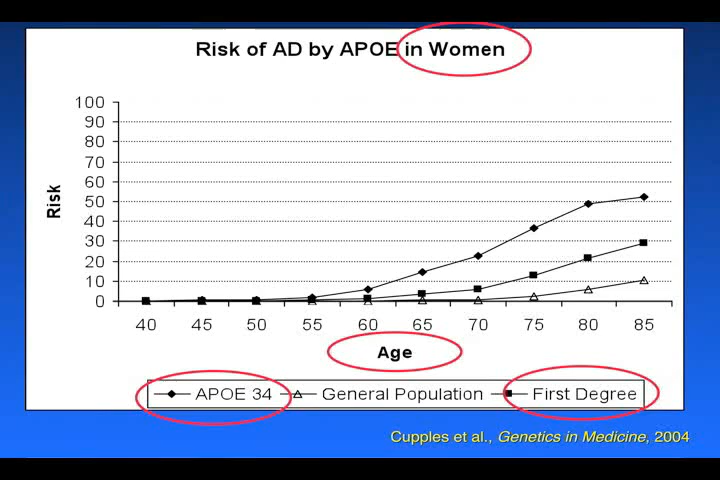 Risk of AD by APOE in Women
100
90
80
70
60
50
40
30
20
10
0
Risk
40 45 50 55 60 65 70 75 80 85
Age
APOE 34 General Population First Degree
Cupples et al., Genetics in Medicine, 2004